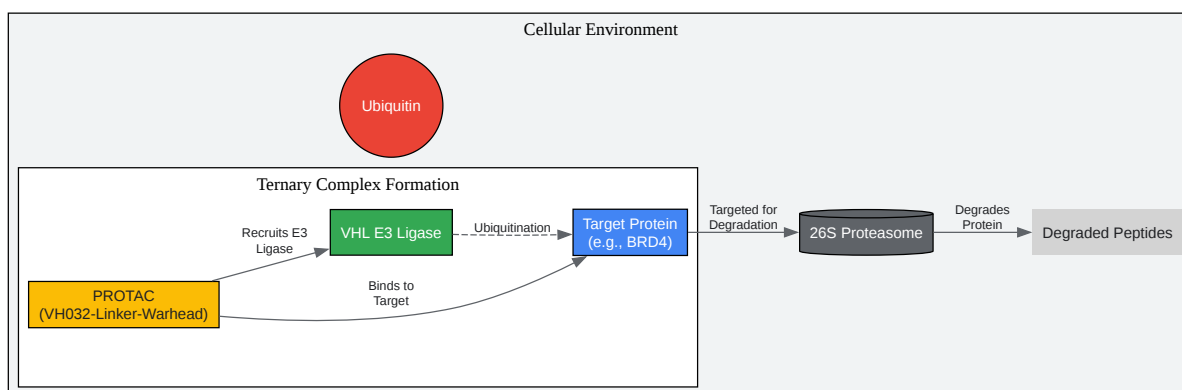 Cellular Environment
Ubiquitin
Ternary Complex Formation
Recruits E3
Ligase
VHL E3 Ligase
Ubiquitination
Target Protein
(e.g., BRD4)
Targeted for
Degradation
26S Proteasome
Degrades
Protein
Degraded Peptides
PROTAC
(VH032-Linker-Warhead)
Binds to
Target